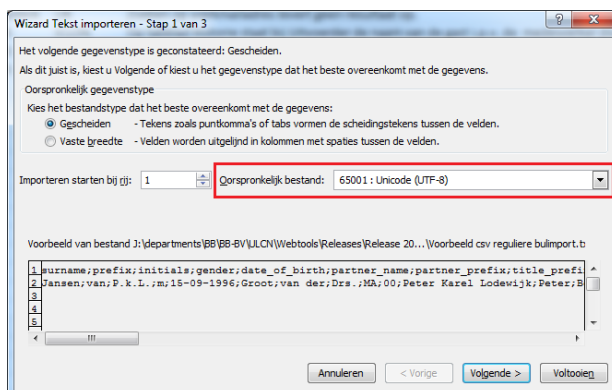 Wizard Tekst importeren - Stap 1 van 3
Het volgende gegevenstype is geconstateerd: Gescheiden.
Als dit juist is, kiest u Volgende of kiest u het gegevenstype dat het beste overeenkomt met de gegevens.
Oorspronkelijk gegevenstype
Kies het bestandstype dat het beste overeenkomt met de gegevens:
Gescheiden - Tekens zoals puntkomma's of tabs vormen de scheidingstekens tussen de velden.
Vaste breedte - Velden worden uitgelijnd in kolommen met spaties tussen de velden.
Importeren starten bij rij: 1 Oorspronkelijk bestand: 65001 : Unicode (UTF-8)
Voorbeeld van bestand J:\departments\BB\BB-BV\ULCN\Webtools\Releases\Release 20...\Voorbeeld csv reguliere bulimport.t
1 surname;prefix;initials;gender;date_of_birth;partner_name;partner_prefix;title_prefi
2 Jansen;van;P.k.L.;m;15-09-1996;Groot;van der;Drs.;MA;00;Peter Karel Lodewijk;Peter;B
3
4
5
Annuleren < Vorige Volgende > Voltooien